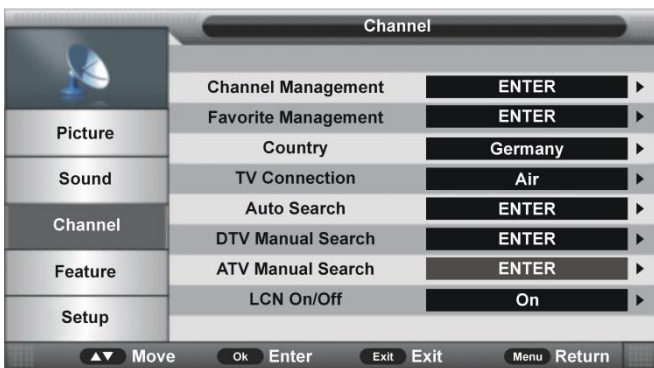 Channel
Channel Management ENTER
Favorite Management ENTER
Country Germany
TV Connection Air
Auto Search ENTER
DTV Manual Search ENTER
ATV Manual Search ENTER
LCN On/Off On
Picture
Sound
Channel
Feature
Setup
Move Ok Enter Exit Exit Menu Return